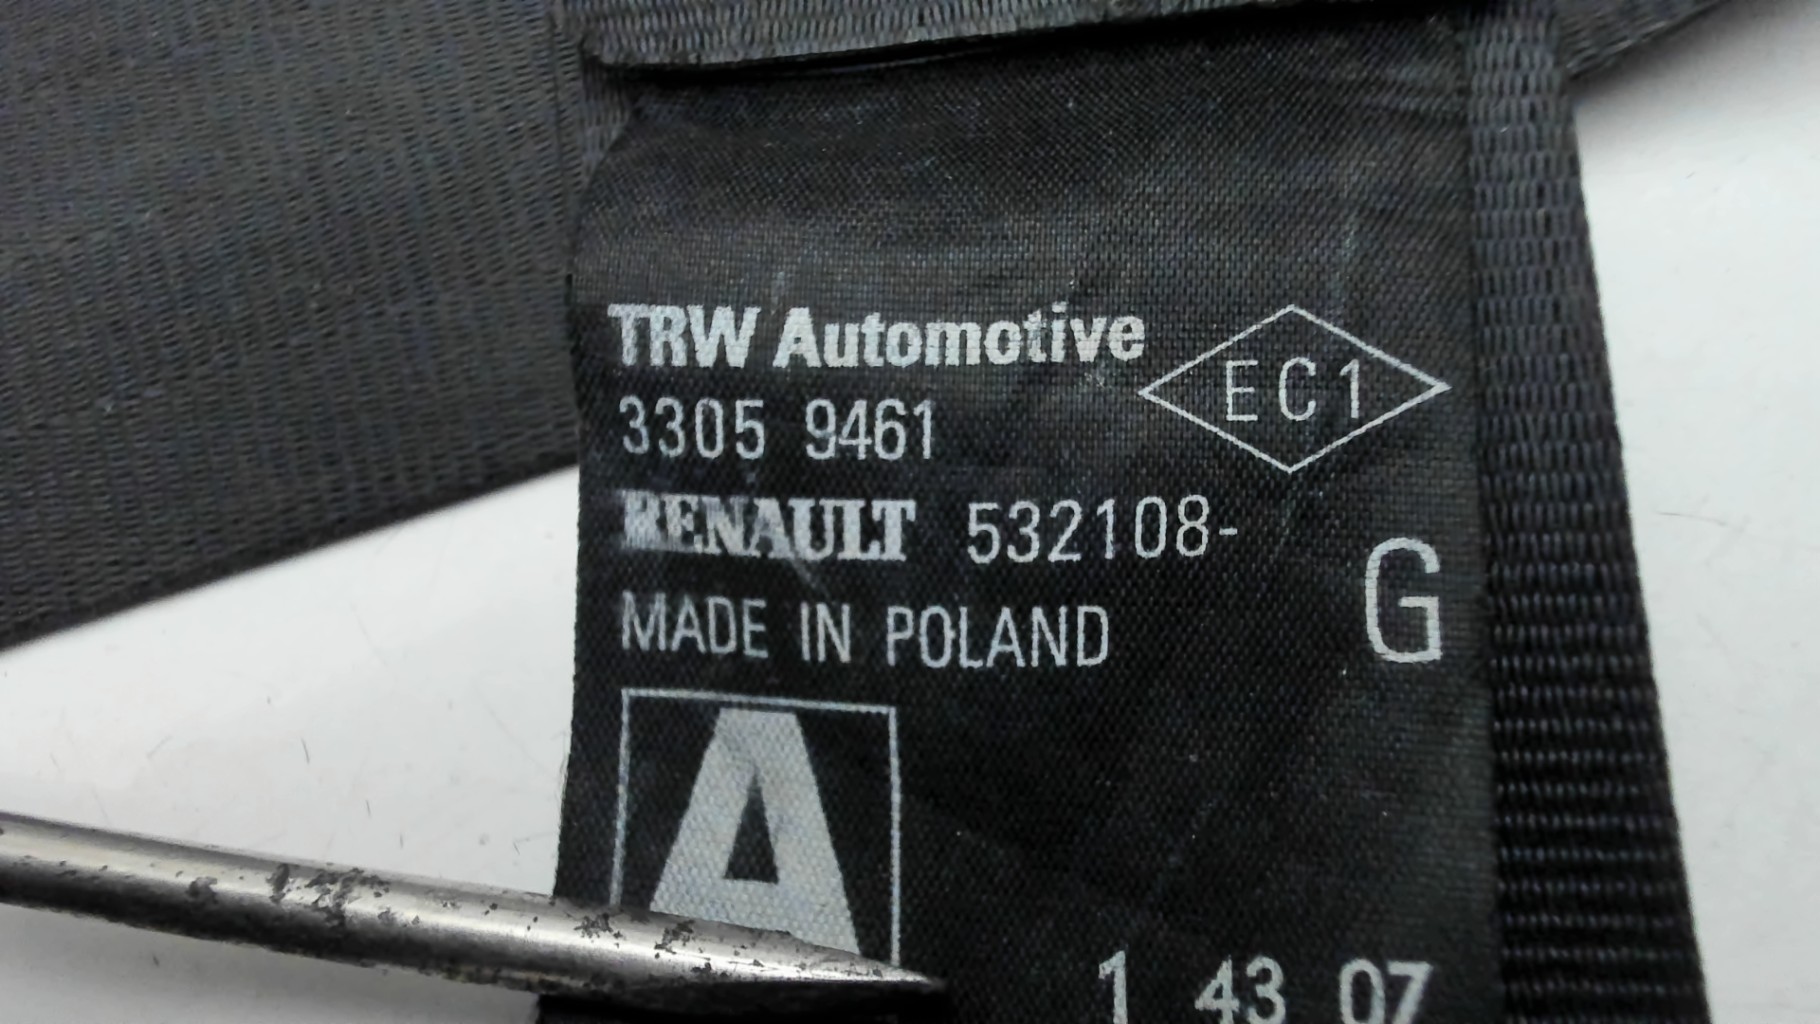 TRW Automotive
EC1
3305 9461
RENAULT 532108-
G
MADE IN POLAND
A
1 43 07